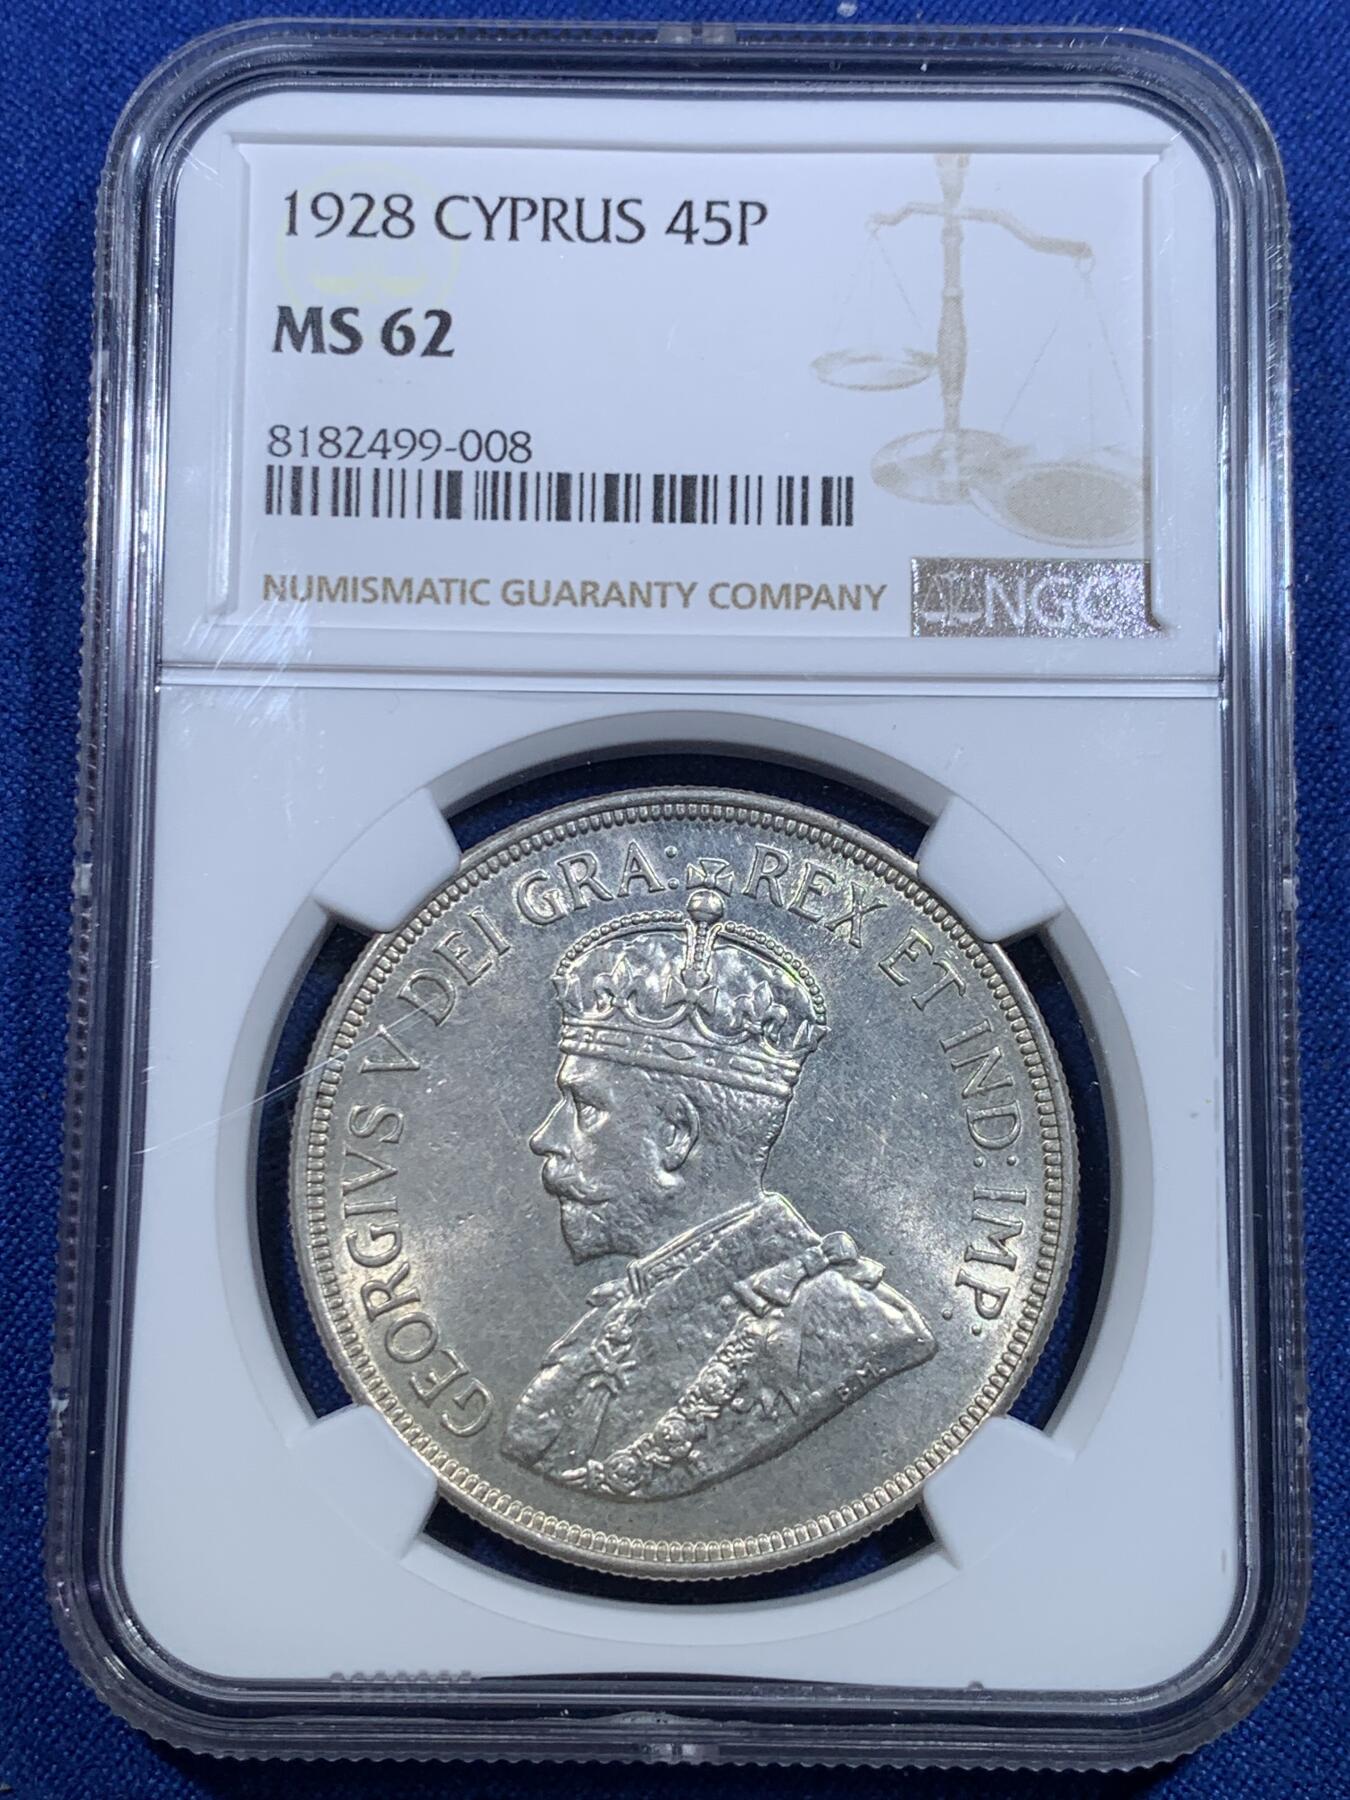 1928 CYPRUS 45P
MS 62
8182499-008
NUMISMATIC GUARANTY COMPANY
NGC
GEORGIVS V DEI GRA: REX ET IND: IMP.
B.M.